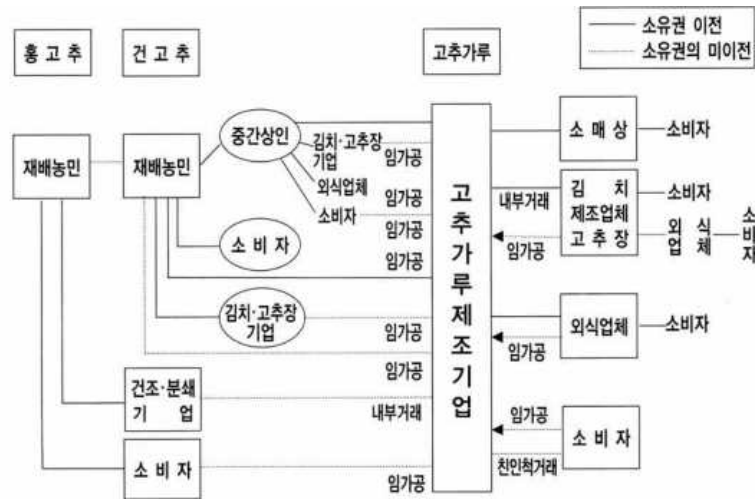 홍 고 추
건 고 추
고추가루
소유권 이전
소유권의 미이전
재배농민
재배농민
중간상인
김치·고추장
기업
외식업체
소비자
임가공
임가공
임가공
임가공
소 비 자
김치·고추장
기업
임가공
임가공
건조·분쇄
기 업
내부거래
소 비 자
임가공
고추가루제조기업
소 매 상
소비자
내부거래
임가공
김 치
제조업체
고 추 장
소비자
외 식
업 체
소비자
임가공
외식업체
소비자
임가공
친인척거래
소 비 자